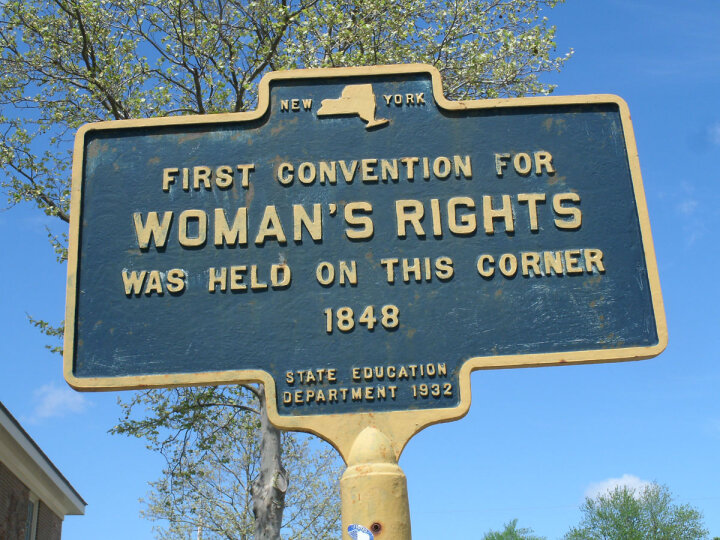 NEW YORK
FIRST CONVENTION FOR
WOMAN'S RIGHTS
WAS HELD ON THIS CORNER
1848
STATE EDUCATION
DEPARTMENT 1932